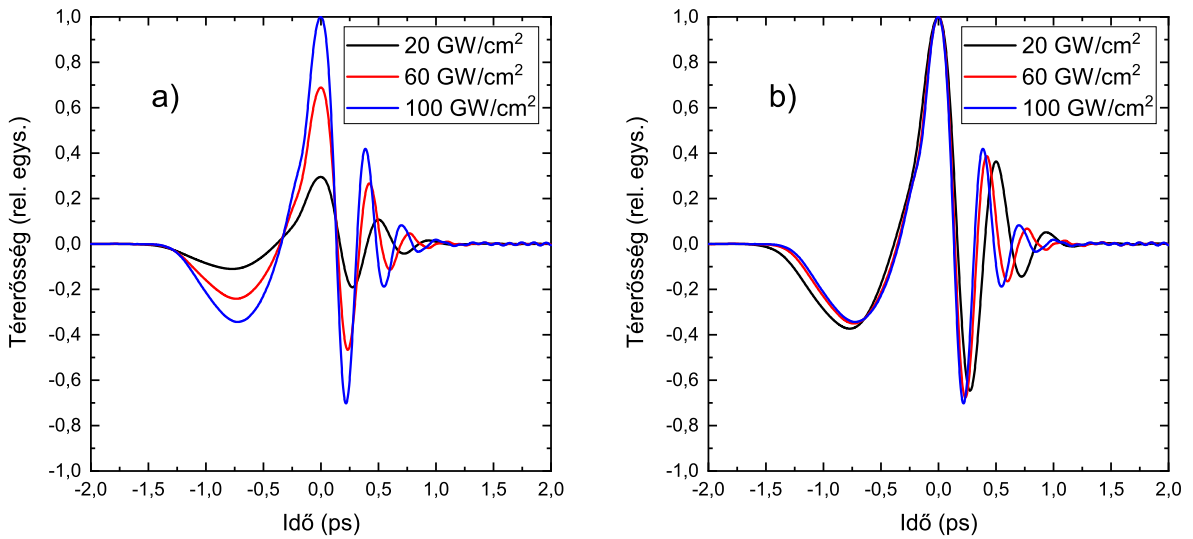 1,0
0,8
0,6
0,4
0,2
0,0
-0,2
-0,4
-0,6
-0,8
-1,0
Térerősség (rel. egys.)
a)
20 GW/cm²
60 GW/cm²
100 GW/cm²
-2,0 -1,5 -1,0 -0,5 0,0 0,5 1,0 1,5 2,0
Idő (ps)
1,0
0,8
0,6
0,4
0,2
0,0
-0,2
-0,4
-0,6
-0,8
-1,0
Térerősség (rel. egys.)
b)
20 GW/cm²
60 GW/cm²
100 GW/cm²
-2,0 -1,5 -1,0 -0,5 0,0 0,5 1,0 1,5 2,0
Idő (ps)